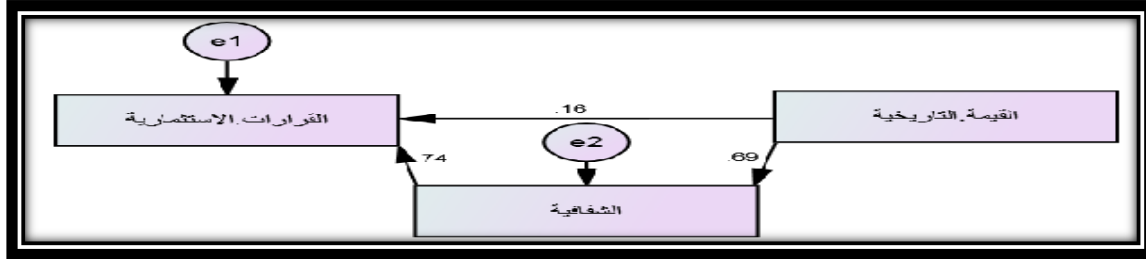 e1
القرارات.الاستثمارية
.16
القيمة.التاريخية
e2
.74
.69
الشفافية